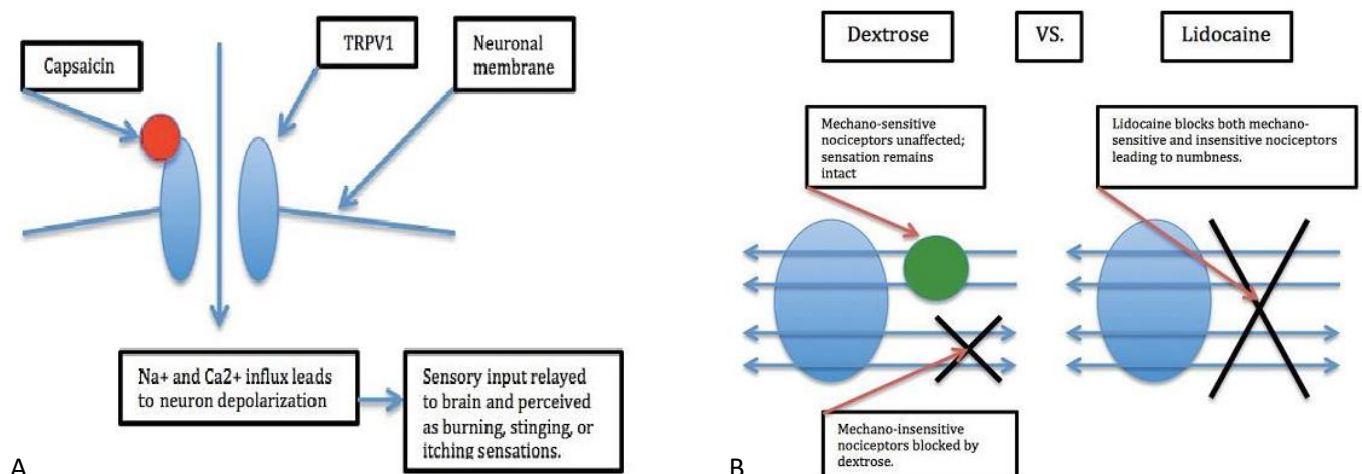 Capsaicin
TRPV1
Neuronal
membrane
Na+ and Ca2+ influx leads
to neuron depolarization
Sensory input relayed
to brain and perceived
as burning, stinging, or
itching sensations.
A
Dextrose
VS.
Lidocaine
Mechano-sensitive
nociceptors unaffected;
sensation remains
intact
Lidocaine blocks both mechano-
sensitive and insensitive nociceptors
leading to numbness.
Mechano-insensitive
nociceptors blocked by
dextrose.
B